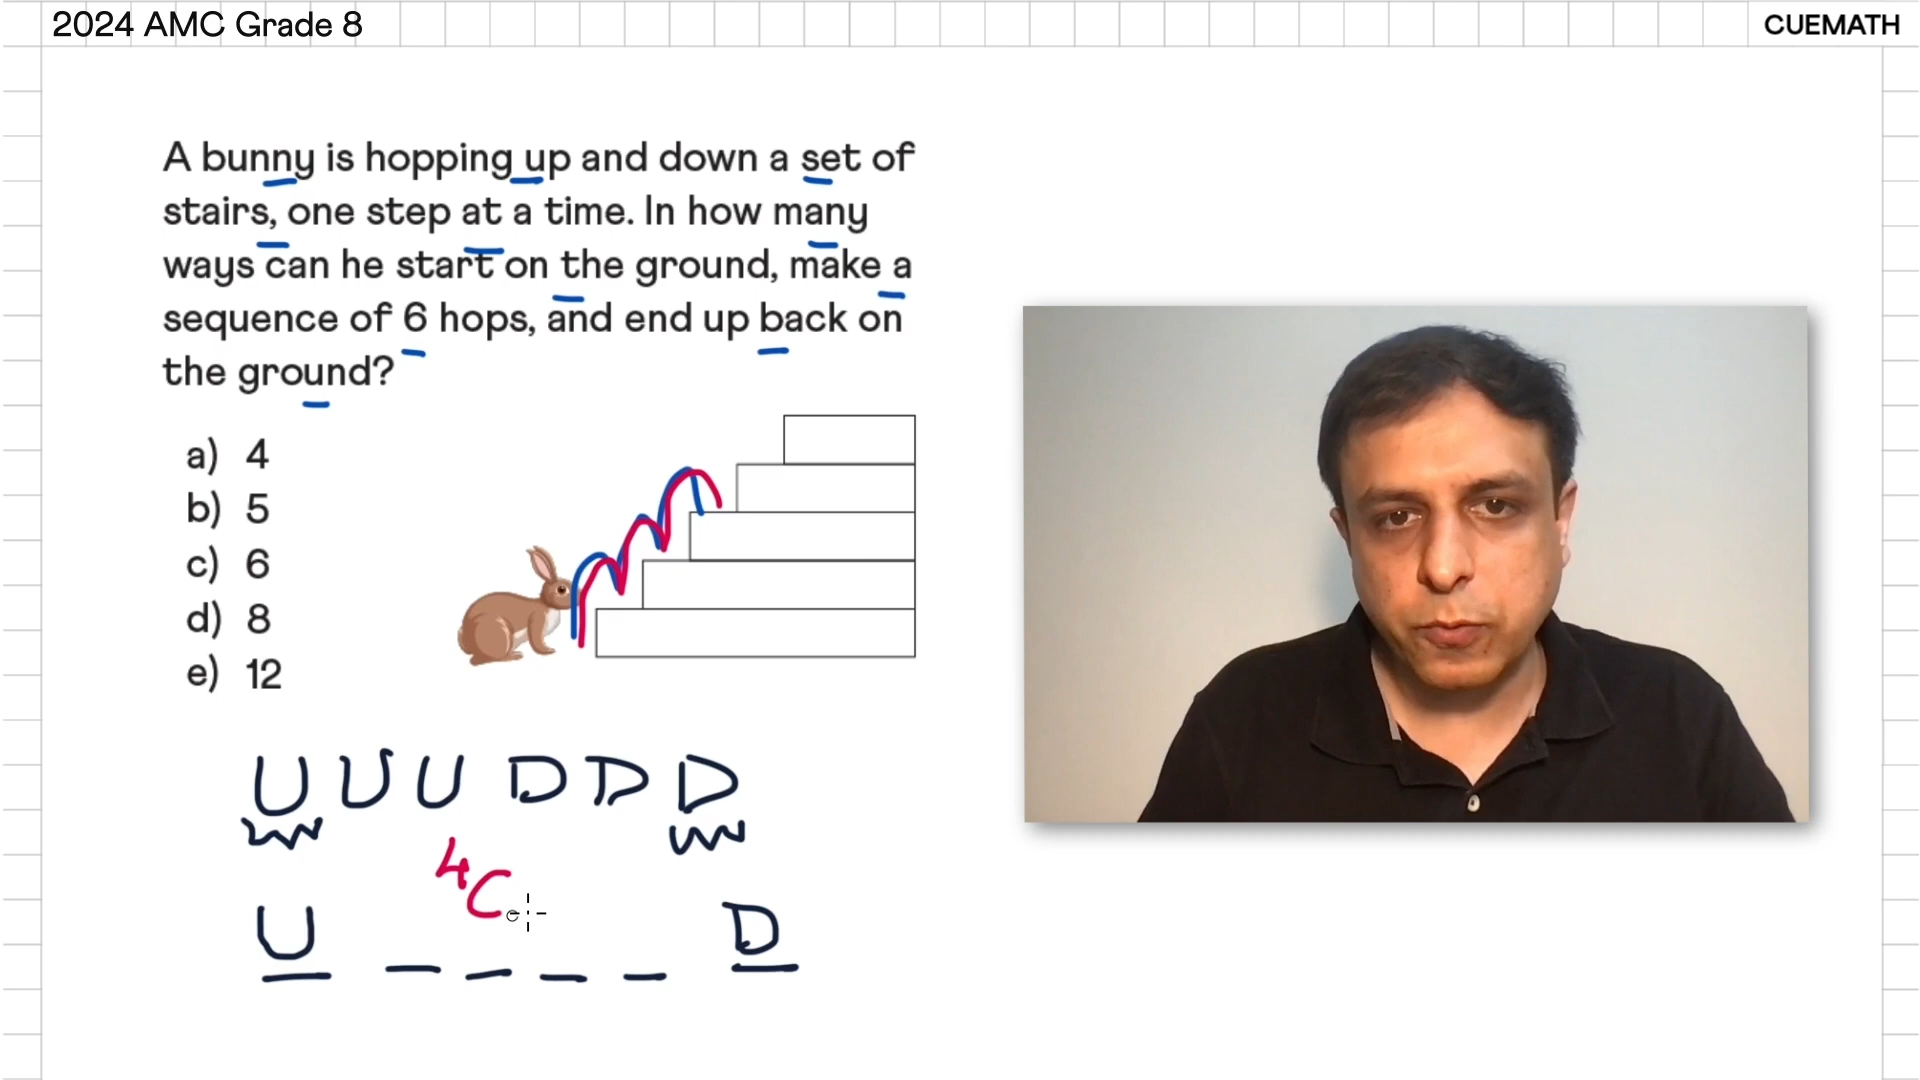 2024 AMC Grade 8
CUEMATH
A bunny is hopping up and down a set of
stairs, one step at a time. In how many
ways can he start on the ground, make a
sequence of 6 hops, and end up back on
the ground?
a) 4
b) 5
c) 6
d) 8
e) 12
U U U D D D
4C
U _ _ _ _ D